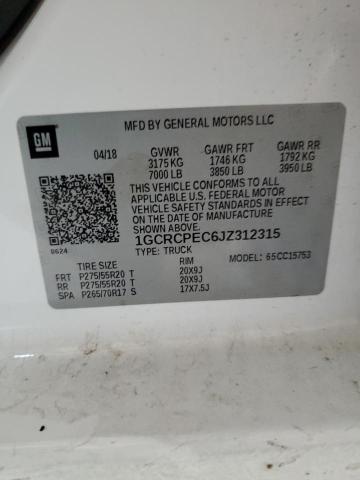 GM
MFD BY GENERAL MOTORS LLC
04/18 GVWR GAWR FRT GAWR RR
3175 KG 1746 KG 1792 KG
7000 LB 3850 LB 3950 LB
THIS VEHICLE CONFORMS TO ALL
APPLICABLE U.S. FEDERAL MOTOR
VEHICLE SAFETY STANDARDS IN EFFECT
ON THE DATE OF MANUFACTURE SHOWN ABOVE.
1GCRCPEC6JZ312315
0624 TYPE: TRUCK MODEL: 65CC15753
TIRE SIZE RIM
FRT P275/55R20 T 20X9J
RR P275/55R20 T 20X9J
SPA P265/70R17 S 17X7.5J